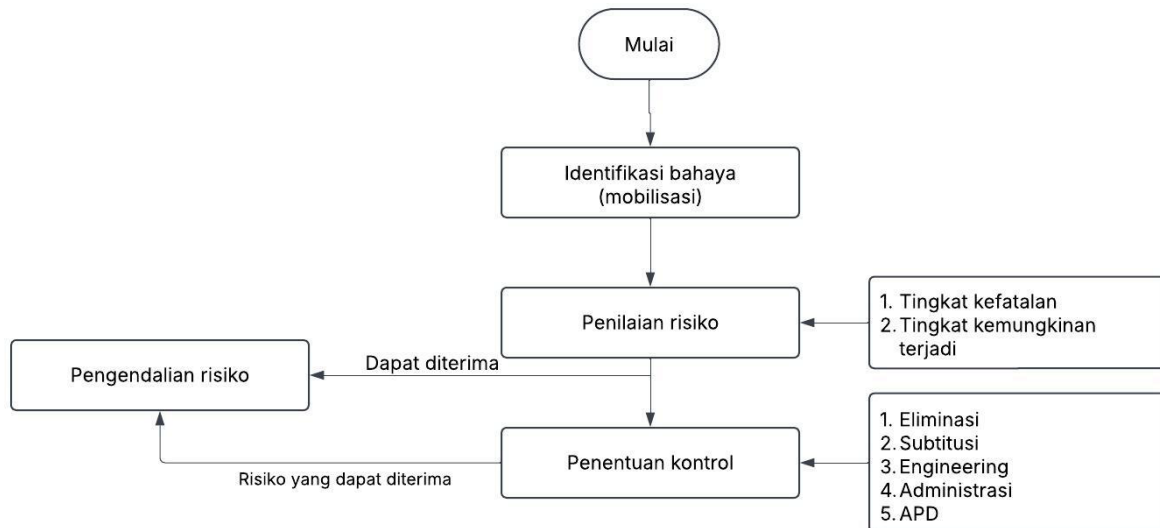 Mulai
Identifikasi bahaya
(mobilisasi)
Penilaian risiko
1. Tingkat kefatalan
2. Tingkat kemungkinan
terjadi
Dapat diterima
Pengendalian risiko
Penentuan kontrol
Risiko yang dapat diterima
1. Eliminasi
2. Subtitusi
3. Engineering
4. Administrasi
5. APD